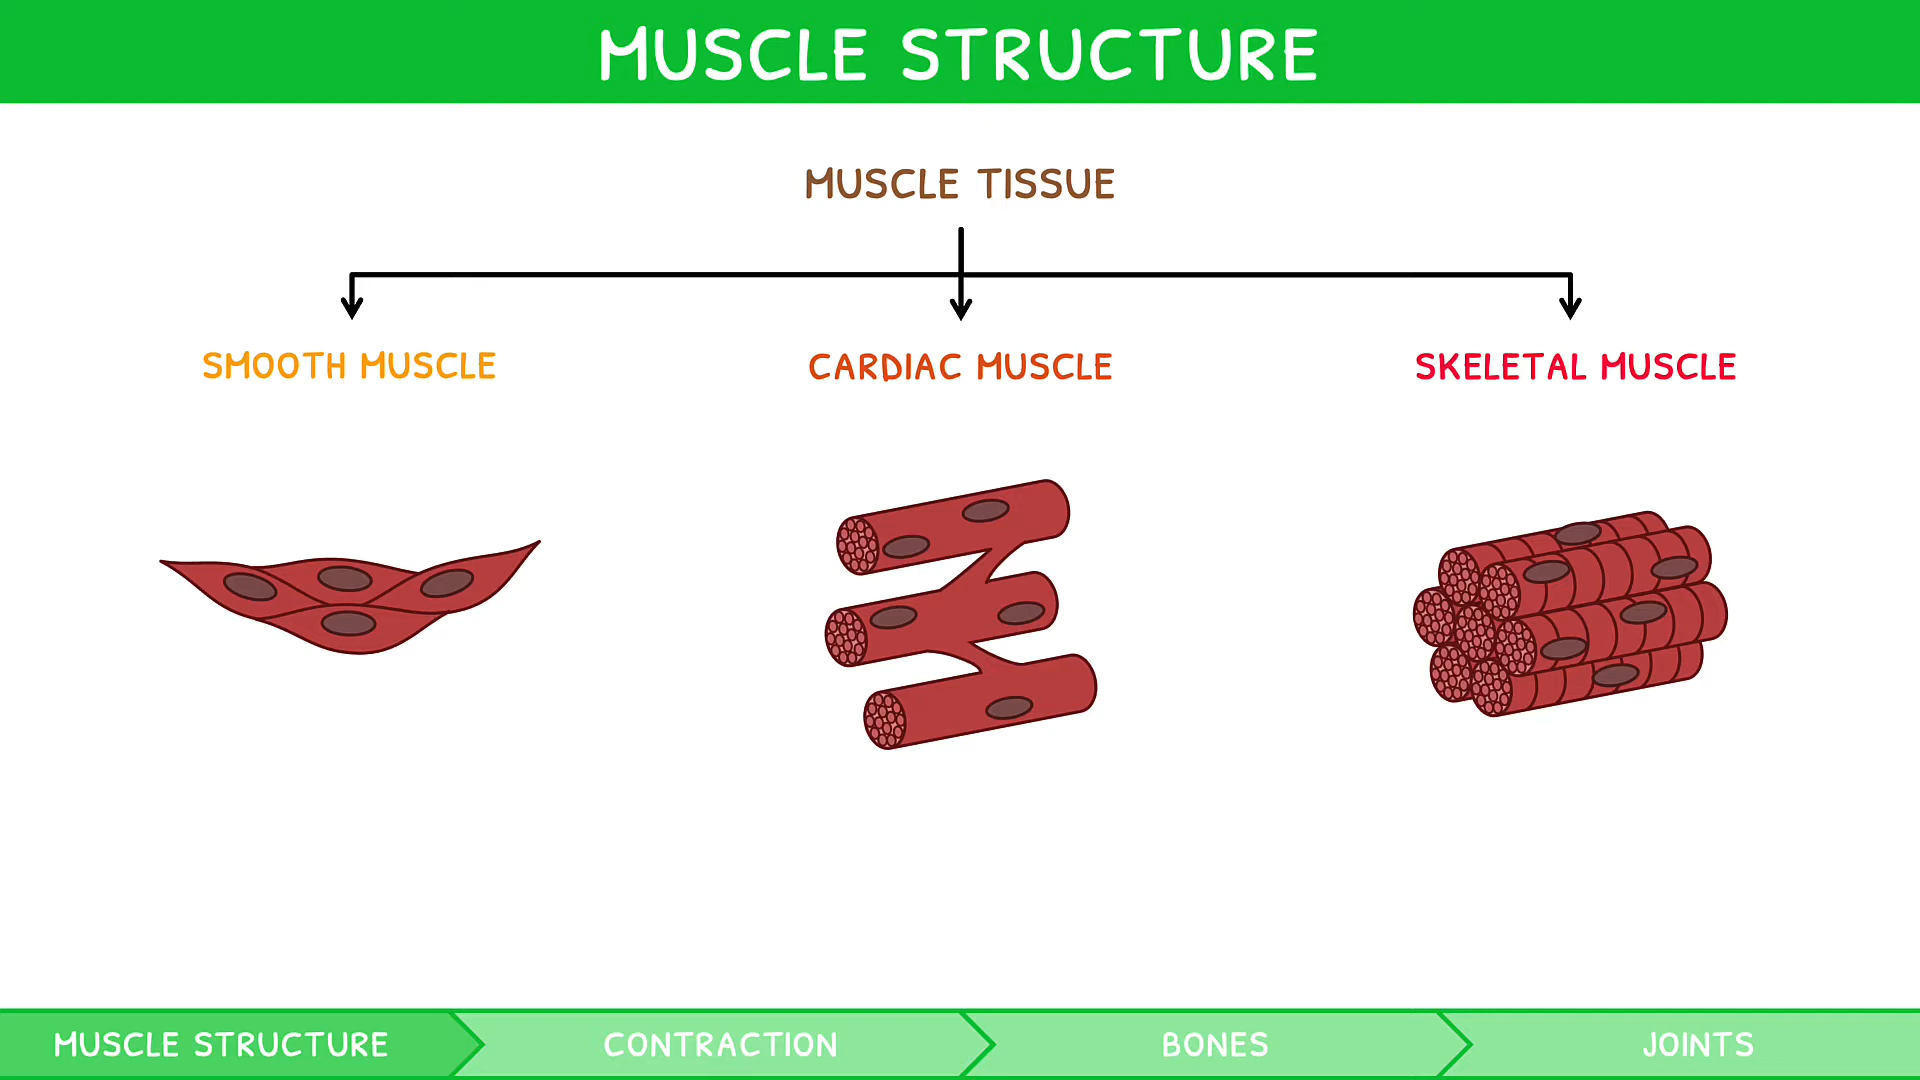 MUSCLE STRUCTURE
MUSCLE TISSUE
SMOOTH MUSCLE
CARDIAC MUSCLE
SKELETAL MUSCLE
MUSCLE STRUCTURE
CONTRACTION
BONES
JOINTS